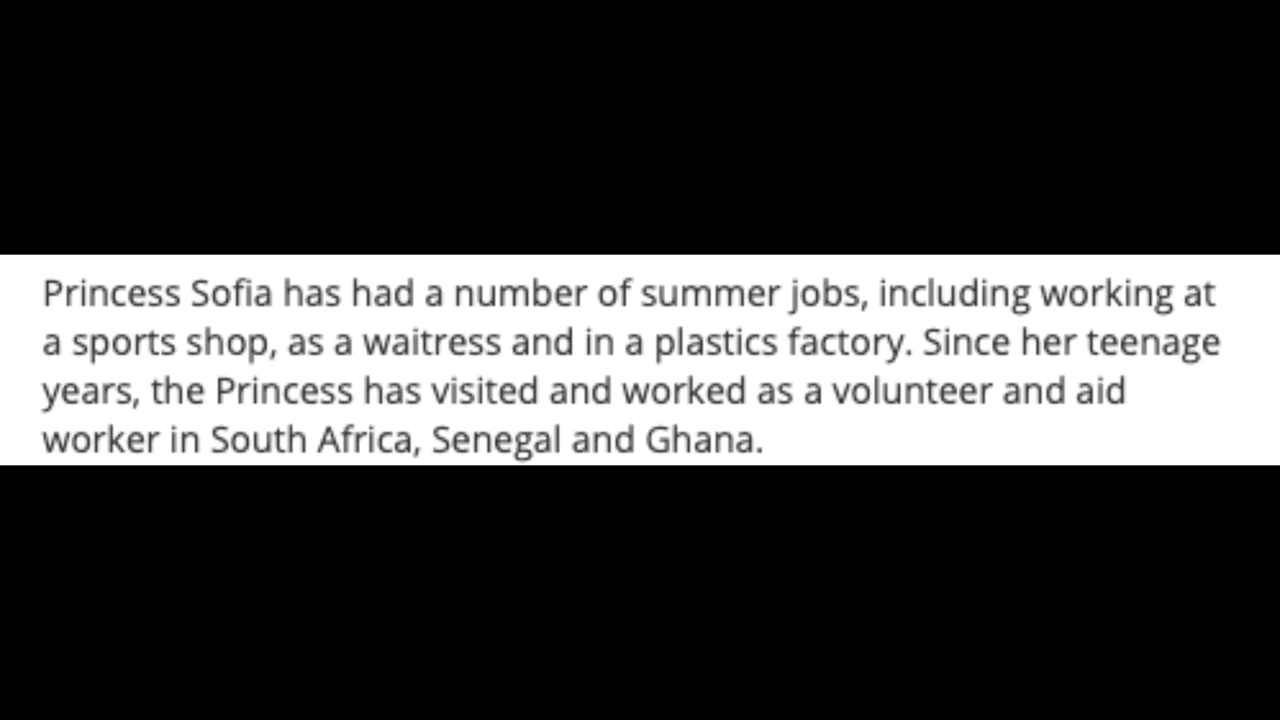 Princess Sofia has had a number of summer jobs, including working at
a sports shop, as a waitress and in a plastics factory. Since her teenage
years, the Princess has visited and worked as a volunteer and aid
worker in South Africa, Senegal and Ghana.